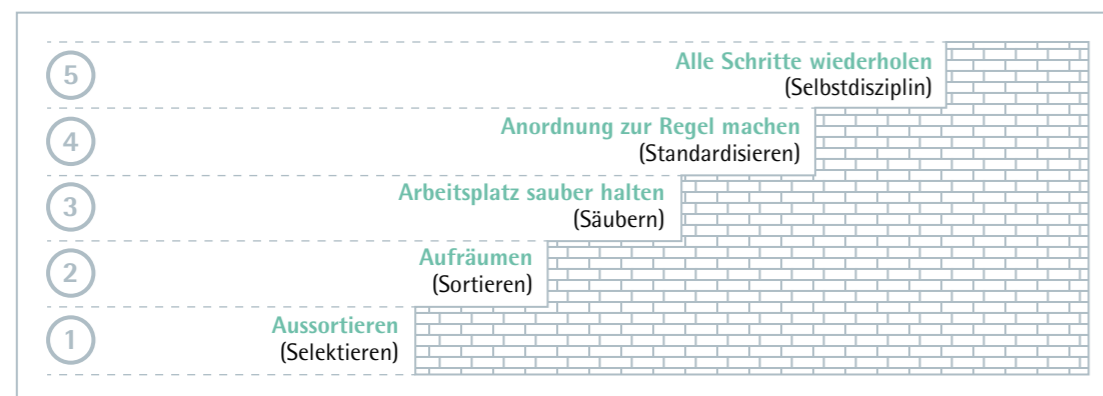 5
Alle Schritte wiederholen
(Selbstdisziplin)
4
Anordnung zur Regel machen
(Standardisieren)
3
Arbeitsplatz sauber halten
(Säubern)
2
Aufräumen
(Sortieren)
1
Aussortieren
(Selektieren)